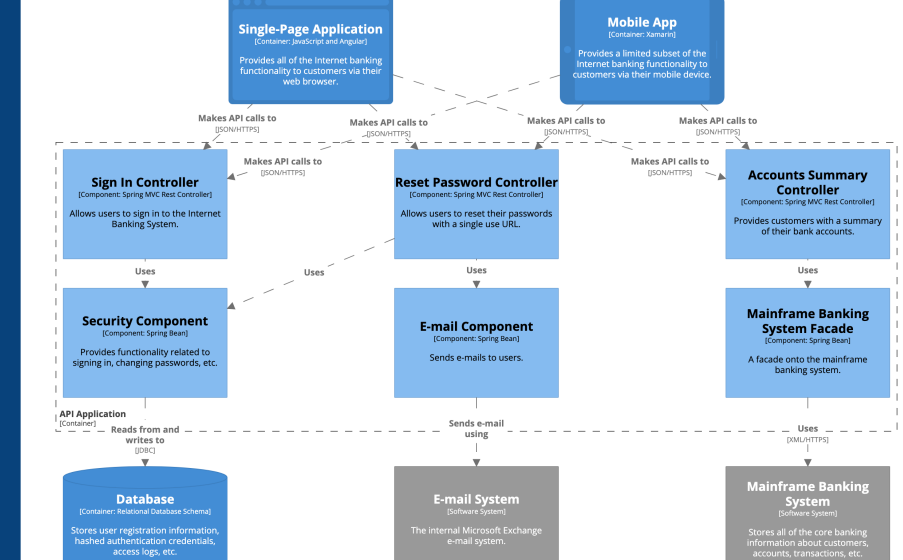 Single-Page Application
[Container: JavaScript and Angular]
Provides all of the Internet banking
functionality to customers via their
web browser.
Mobile App
[Container: Xamarin]
Provides a limited subset of the
Internet banking functionality to
customers via their mobile device.
Makes API calls to
[JSON/HTTPS]
Makes API calls to
[JSON/HTTPS]
Makes API calls to
[JSON/HTTPS]
Makes API calls to
[JSON/HTTPS]
Makes API calls to
[JSON/HTTPS]
Makes API calls to
[JSON/HTTPS]
Sign In Controller
[Component: Spring MVC Rest Controller]
Allows users to sign in to the Internet
Banking System.
Reset Password Controller
[Component: Spring MVC Rest Controller]
Allows users to reset their passwords
with a single use URL.
Accounts Summary
Controller
[Component: Spring MVC Rest Controller]
Provides customers with a summary
of their bank accounts.
Uses
Uses
Uses
Uses
Security Component
[Component: Spring Bean]
Provides functionality related to
signing in, changing passwords, etc.
E-mail Component
[Component: Spring Bean]
Sends e-mails to users.
Mainframe Banking
System Facade
[Component: Spring Bean]
A facade onto the mainframe
banking system.
API Application
[Container]
Reads from and
writes to
[JDBC]
Sends e-mail
using
Uses
[XML/HTTPS]
Database
[Container: Relational Database Schema]
Stores user registration information,
hashed authentication credentials,
access logs, etc.
E-mail System
[Software System]
The internal Microsoft Exchange
e-mail system.
Mainframe Banking
System
[Software System]
Stores all of the core banking
information about customers,
accounts, transactions, etc.